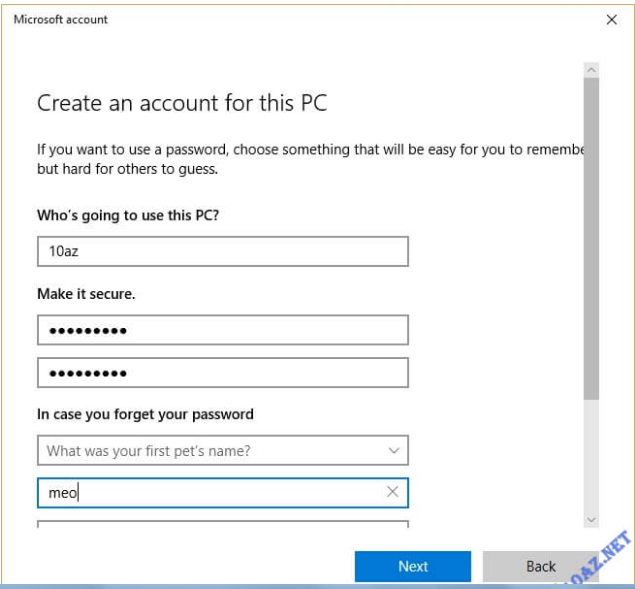 Microsoft account
Create an account for this PC
If you want to use a password, choose something that will be easy for you to remembe
but hard for others to guess.
Who's going to use this PC?
10az
Make it secure.
•••••••••
•••••••••
In case you forget your password
What was your first pet's name?
meo
Next
Back
10AZ.NET